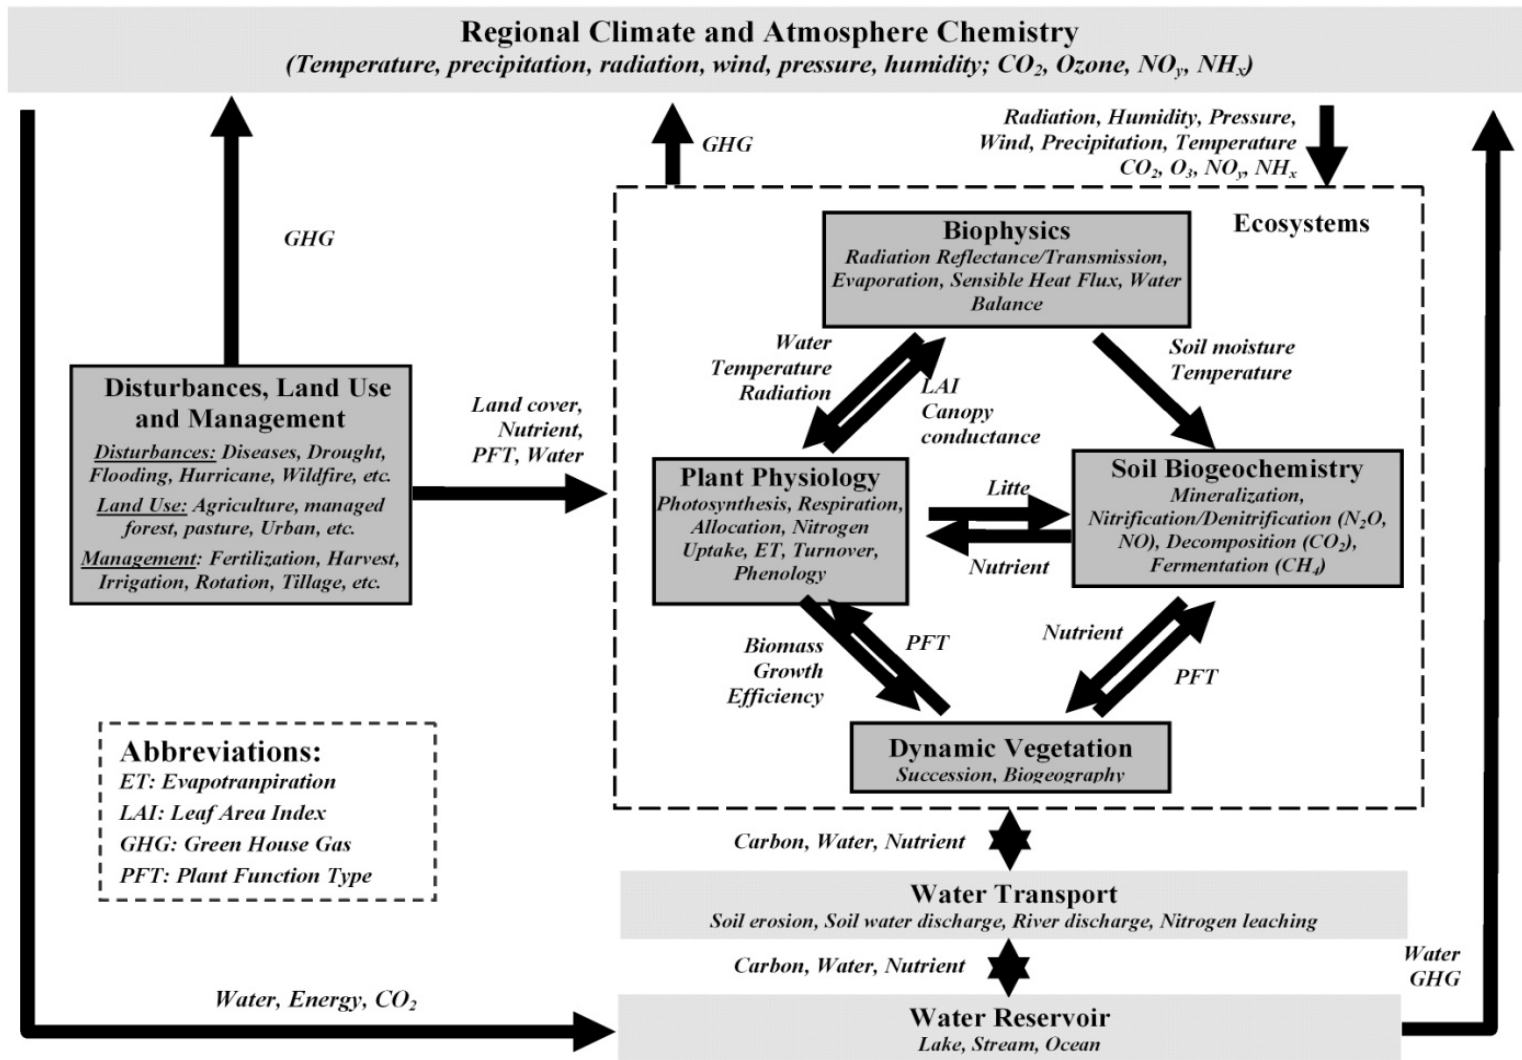 Regional Climate and Atmosphere Chemistry
(Temperature, precipitation, radiation, wind, pressure, humidity; CO2, Ozone, NOy, NHx)
GHG
GHG
Radiation, Humidity, Pressure,
Wind, Precipitation, Temperature
CO2, O3, NOy, NHx
Ecosystems
Biophysics
Radiation Reflectance/Transmission,
Evaporation, Sensible Heat Flux, Water
Balance
Water
Temperature
Radiation
LAI
Canopy
conductance
Soil moisture
Temperature
Disturbances, Land Use
and Management
Disturbances: Diseases, Drought,
Flooding, Hurricane, Wildfire, etc.
Land Use: Agriculture, managed
forest, pasture, Urban, etc.
Management: Fertilization, Harvest,
Irrigation, Rotation, Tillage, etc.
Land cover,
Nutrient,
PFT, Water
Plant Physiology
Photosynthesis, Respiration,
Allocation, Nitrogen
Uptake, ET, Turnover,
Phenology
Litte
Nutrient
Soil Biogeochemistry
Mineralization,
Nitrification/Denitrification (N2O,
NO), Decomposition (CO2),
Fermentation (CH4)
Biomass
Growth
Efficiency
PFT
Nutrient
PFT
Dynamic Vegetation
Succession, Biogeography
Abbreviations:
ET: Evapotranpiration
LAI: Leaf Area Index
GHG: Green House Gas
PFT: Plant Function Type
Carbon, Water, Nutrient
Water Transport
Soil erosion, Soil water discharge, River discharge, Nitrogen leaching
Carbon, Water, Nutrient
Water
GHG
Water, Energy, CO2
Water Reservoir
Lake, Stream, Ocean